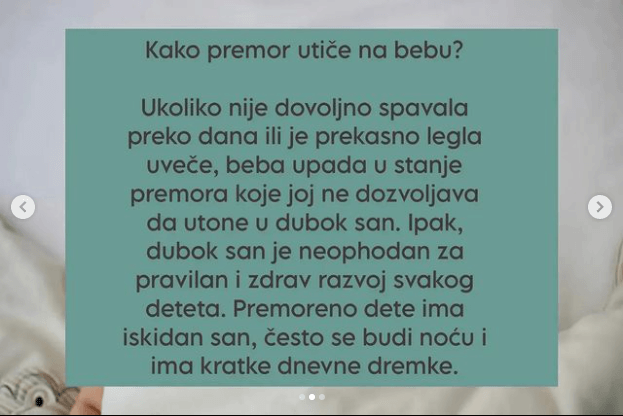 Kako premor utiče na bebu?
Ukoliko nije dovoljno spavala
preko dana ili je prekasno legla
uveče, beba upada u stanje
premora koje joj ne dozvoljava
da utone u dubok san. Ipak,
dubok san je neophodan za
pravilan i zdrav razvoj svakog
deteta. Premoreno dete ima
iskidan san, često se budi noću i
ima kratke dnevne dremke.